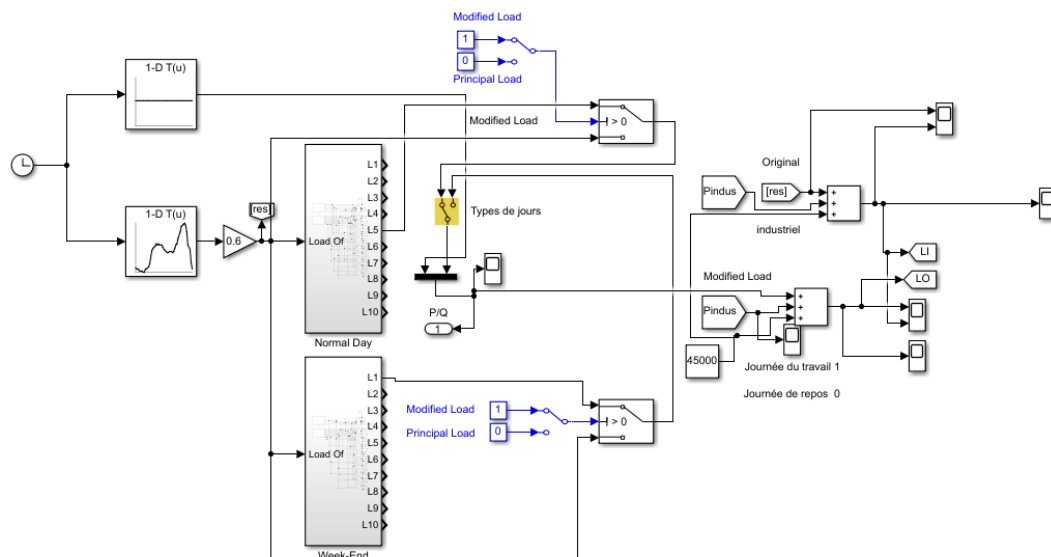 Modified Load
1
0
Principal Load
1-D T(u)
Modified Load
> 0
L1
L2
L3
L4
L5
L6
L7
L8
L9
L10
Load Of
Normal Day
1-D T(u)
0.6
[res]
Types de jours
P/Q
1
Original
Pindus
[res]
+
+
+
industriel
LI
LO
Modified Load
Pindus
+
+
+
45000
Journée du travail 1
Journée de repos 0
L1
L2
L3
L4
L5
L6
L7
L8
L9
L10
Load Of
Week-End
Modified Load
1
Principal Load
0
> 0